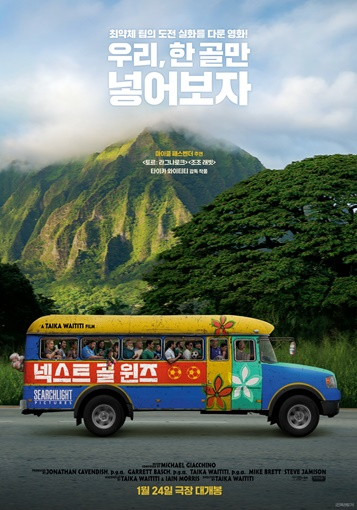 최약체 팀의 도전 실화를 다룬 영화!
우리, 한 골만
넣어보자
마이클 패스벤더 주연
<토르: 라그나로크> <조조 래빗>
타이카 와이티티 감독 작품
A TAIKA WAITITI FILM
넥스트 골 윈즈
SEARCHLIGHT
PICTURES
MICHAEL GIACCHINO
JONATHAN CAVENDISH, p.g.a. GARRETT BASCH, p.g.a. TAIKA WAITITI, p.g.a. MIKE BRETT STEVE JAMISON
TAIKA WAITITI & IAIN MORRIS TAIKA WAITITI
1월 24일 극장 대개봉